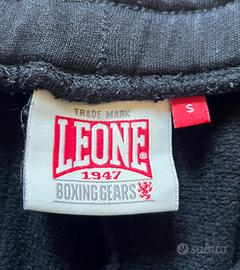 TRADE MARK
LEONE
1947
BOXING GEARS
S
subito